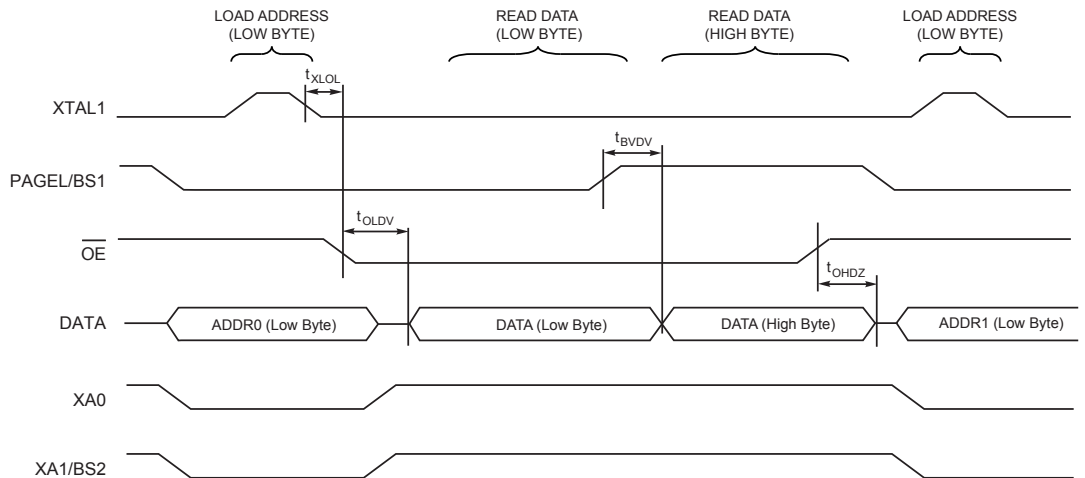 LOAD ADDRESS
(LOW BYTE)
READ DATA
(LOW BYTE)
READ DATA
(HIGH BYTE)
LOAD ADDRESS
(LOW BYTE)
tXLOL
XTAL1
tBVDV
PAGEL/BS1
tOLDV
OE
tOHDZ
DATA
ADDR0 (Low Byte)
DATA (Low Byte)
DATA (High Byte)
ADDR1 (Low Byte)
XA0
XA1/BS2